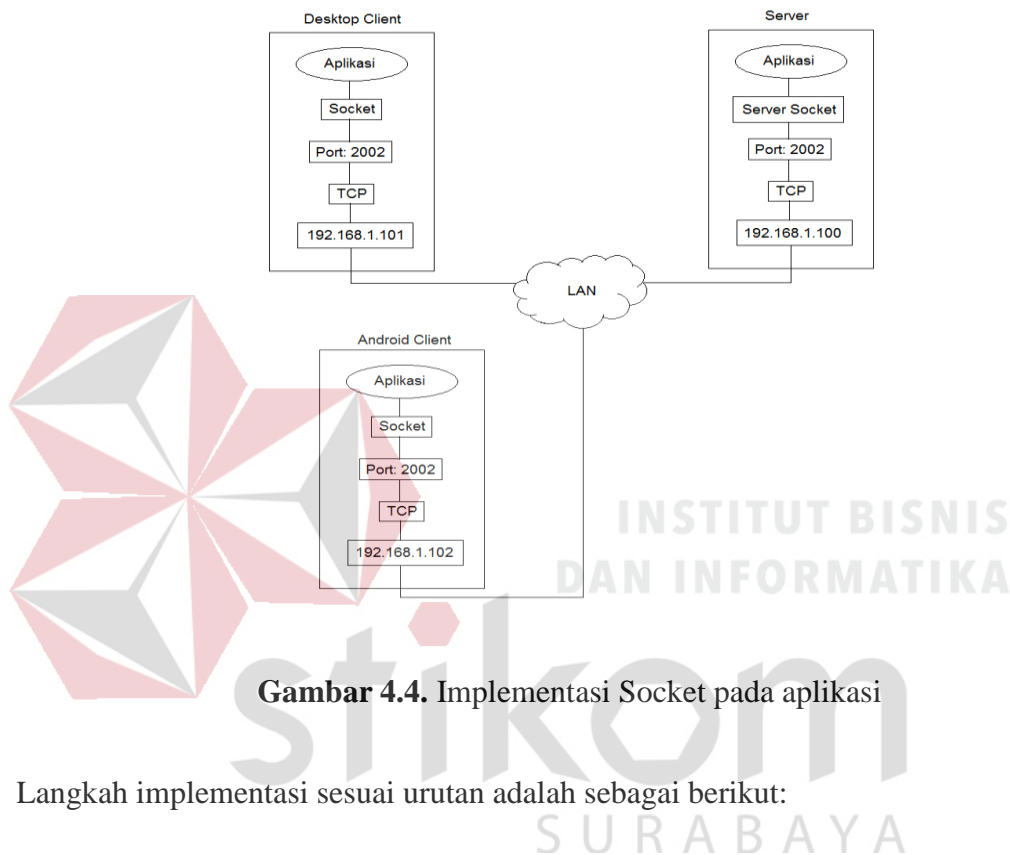 Desktop Client
Aplikasi
Socket
Port: 2002
TCP
192.168.1.101
Server
Aplikasi
Server Socket
Port: 2002
TCP
192.168.1.100
LAN
Android Client
Aplikasi
Socket
Port: 2002
TCP
192.168.1.102
INSTITUT BISNIS
DAN INFORMATIKA
stikom
SURABAYA
Gambar 4.4. Implementasi Socket pada aplikasi
Langkah implementasi sesuai urutan adalah sebagai berikut: